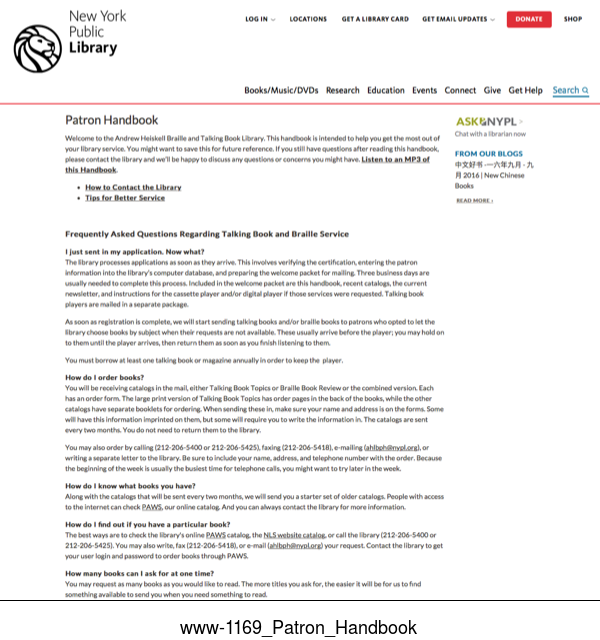 New York
Public
Library
LOG IN
LOCATIONS
GET A LIBRARY CARD
GET EMAIL UPDATES
DONATE
SHOP
Books/Music/DVDs Research Education Events Connect Give Get Help Search
Patron Handbook
Welcome to the Andrew Heiskell Braille and Talking Book Library. This handbook is intended to help you get the most out of
your library service. You might want to save this for future reference. If you still have questions after reading this handbook,
please contact the library and we'll be happy to discuss any questions or concerns you might have. Listen to an MP3 of
this Handbook.
• How to Contact the Library
• Tips for Better Service
ASK NYPL >
Chat with a librarian now
FROM OUR BLOGS
中文好书 -一六年九月 - 九
月 2016 | New Chinese
Books
READ MORE ›
Frequently Asked Questions Regarding Talking Book and Braille Service
I just sent in my application. Now what?
The library processes applications as soon as they arrive. This involves verifying the certification, entering the patron
information into the library's computer database, and preparing the welcome packet for mailing. Three business days are
usually needed to complete this process. Included in the welcome packet are this handbook, recent catalogs, the current
newsletter, and instructions for the cassette player and/or digital player if those services were requested. Talking book
players are mailed in a separate package.
As soon as registration is complete, we will start sending talking books and/or braille books to patrons who opted to let the
library choose books by subject when their requests are not available. These usually arrive before the player; you may hold on
to them until the player arrives, then return them as soon as you finish listening to them.
You must borrow at least one talking book or magazine annually in order to keep the player.
How do I order books?
You will be receiving catalogs in the mail, either Talking Book Topics or Braille Book Review or the combined version. Each
has an order form. The large print version of Talking Book Topics has order pages in the back of the books, while the other
catalogs have separate booklets for ordering. When sending these in, make sure your name and address is on the forms. Some
will have this information imprinted on them, but some will require you to write the information in. The catalogs are sent
every two months. You do not need to return them to the library.
You may also order by calling (212-206-5400 or 212-206-5425), faxing (212-206-5418), e-mailing (ahlbph@nypl.org), or
writing a separate letter to the library. Be sure to include your name, address, and telephone number with the order. Because
the beginning of the week is usually the busiest time for telephone calls, you might want to try later in the week.
How do I know what books you have?
Along with the catalogs that will be sent every two months, we will send you a starter set of older catalogs. People with access
to the internet can check PAWS, our online catalog. And you can always contact the library for more information.
How do I find out if you have a particular book?
The best ways are to check the library's online PAWS catalog, the NLS website catalog, or call the library (212-206-5400 or
212-206-5425). You may also write, fax (212-206-5418), or e-mail (ahlbph@nypl.org) your request. Contact the library to get
your user login and password to order books through PAWS.
How many books can I ask for at one time?
You may request as many books as you would like to read. The more titles you ask for, the easier it will be for us to find
something available to send you when you need something to read.
www-1169_Patron_Handbook